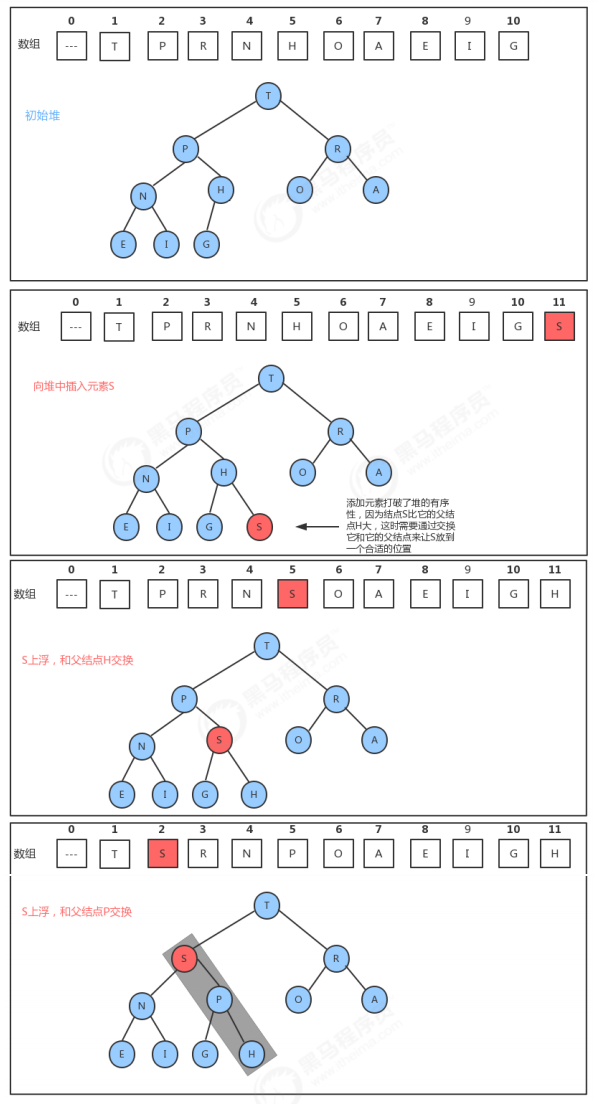 0 1 2 3 4 5 6 7 8 9 10
数组 --- T P R N H O A E I G
初始堆
T
P R
N H O A
E I G
0 1 2 3 4 5 6 7 8 9 10 11
数组 --- T P R N H O A E I G S
向堆中插入元素S
T
P R
N H O A
E I G S
添加元素打破了堆的有序
性，因为结点S比它的父结
点H大，这时需要通过交换
它和它的父结点来让S放到
一个合适的位置
0 1 2 3 4 5 6 7 8 9 10 11
数组 --- T P R N S O A E I G H
S上浮，和父结点H交换
T
P R
N S O A
E I G H
0 1 2 3 4 5 6 7 8 9 10 11
数组 --- T S R N P O A E I G H
S上浮，和父结点P交换
T
S R
N P O A
E I G H
黑马程序员